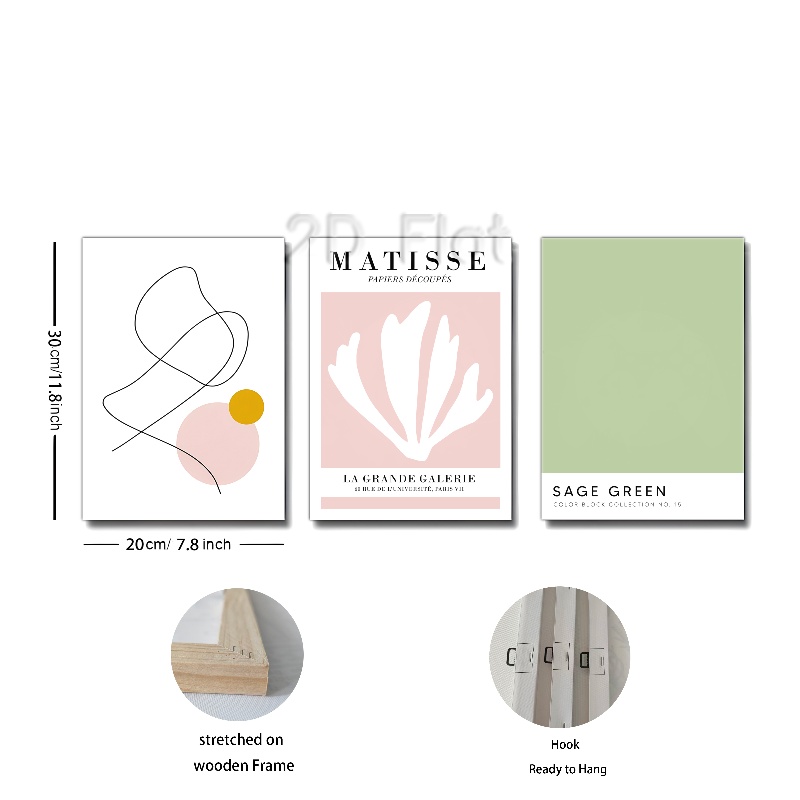 2D Flat
MATISSE
PAPIERS DÉCOUPÉS
LA GRANDE GALERIE
60 RUE DE L'UNIVERSITÉ, PARIS VII
SAGE GREEN
COLOR BLOCK COLLECTION NO. 15
30cm/11.8inch
20cm/ 7.8 inch
stretched on
wooden Frame
Hook
Ready to Hang